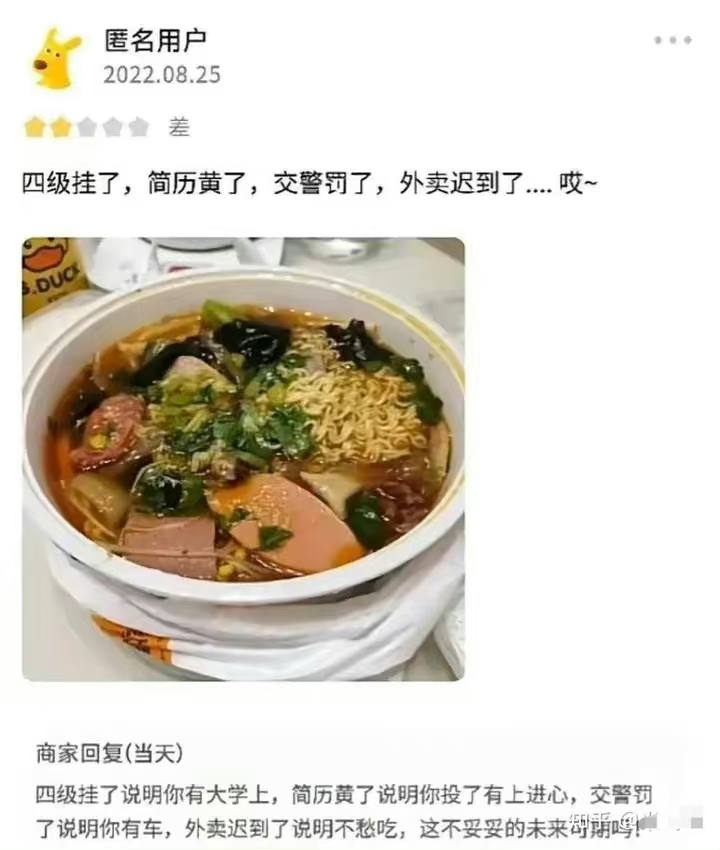 匿名用户
2022.08.25
差
四级挂了，简历黄了，交警罚了，外卖迟到了.... 哎~
B.DUCK
商家回复(当天)
四级挂了说明你有大学上，简历黄了说明你投了有上进心，交警罚
了说明你有车，外卖迟到了说明不愁吃，这不妥妥的未来可期吗!
知乎